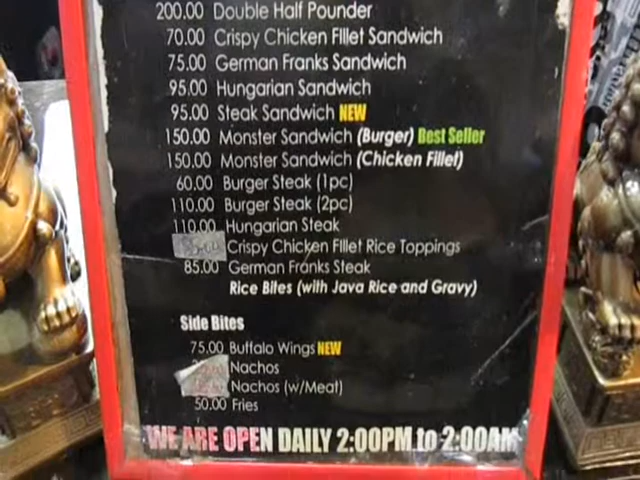 200.00 Double Half Pounder
70.00 Crispy Chicken Fillet Sandwich
75.00 German Franks Sandwich
95.00 Hungarian Sandwich
95.00 Steak Sandwich NEW
150.00 Monster Sandwich (Burger) Best Seller
150.00 Monster Sandwich (Chicken Fillet)
60.00 Burger Steak (1pc)
110.00 Burger Steak (2pc)
110.00 Hungarian Steak
Crispy Chicken Fillet Rice Toppings
85.00 German Franks Steak
Rice Bites (with Java Rice and Gravy)
Side Bites
75.00 Buffalo Wings NEW
Nachos
Nachos (w/Meat)
50.00 Fries
WE ARE OPEN DAILY 2:00PM to 2:00AM